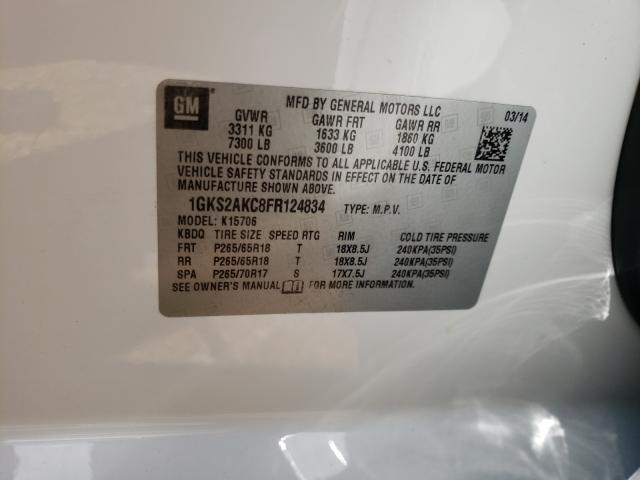 GM
MFD BY GENERAL MOTORS LLC
03/14
GVWR GAWR FRT GAWR RR
3311 KG 1633 KG 1860 KG
7300 LB 3600 LB 4100 LB
THIS VEHICLE CONFORMS TO ALL APPLICABLE U.S. FEDERAL MOTOR
VEHICLE SAFETY STANDARDS IN EFFECT ON THE DATE OF
MANUFACTURE SHOWN ABOVE.
1GKS2AKC8FR124834 TYPE: M.P.V.
MODEL: K15706
KBDQ TIRE SIZE SPEED RTG RIM COLD TIRE PRESSURE
FRT P265/65R18 T 18X8.5J 240KPA(35PSI)
RR P265/65R18 T 18X8.5J 240KPA(35PSI)
SPA P265/70R17 S 17X7.5J 240KPA(35PSI)
SEE OWNER'S MANUAL FOR MORE INFORMATION.